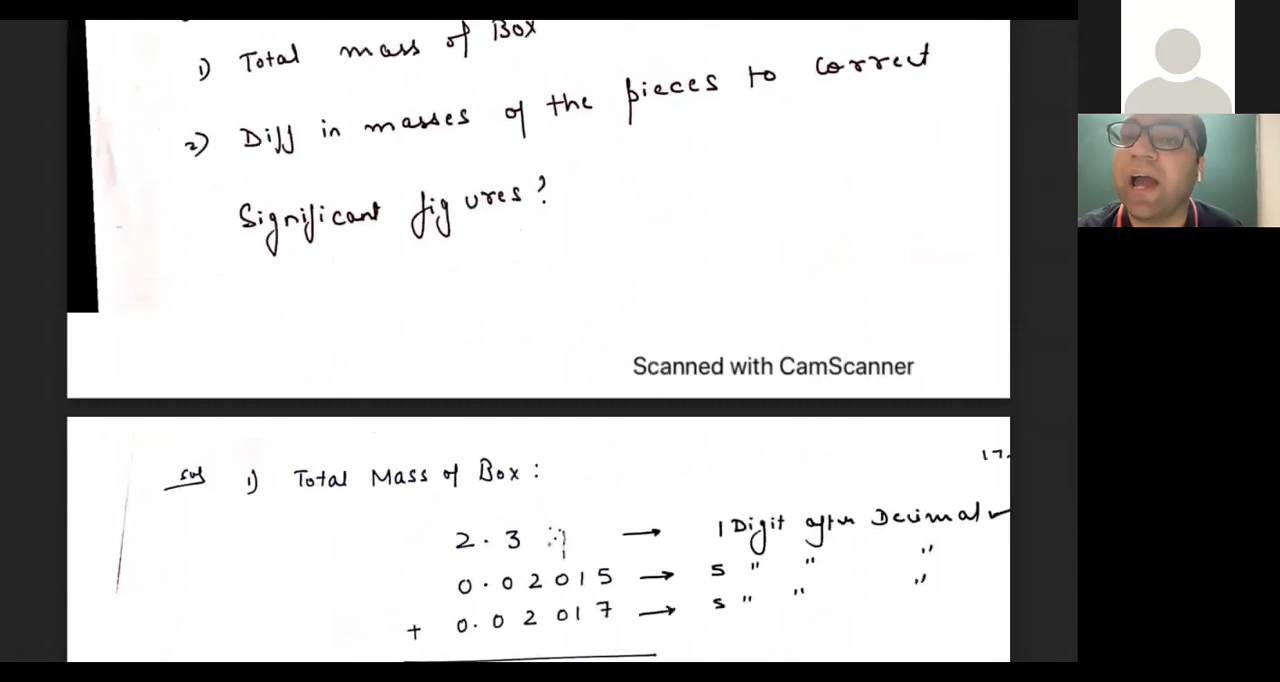 1) Total mass of Box
2) Diff in masses of the pieces to correct
Significant figures?
Scanned with CamScanner
17.
sol 1) Total Mass of Box :
2.3 → 1 Digit after Decimal
0.02015 → 5 " " "
+ 0.02017 → 5 " " "